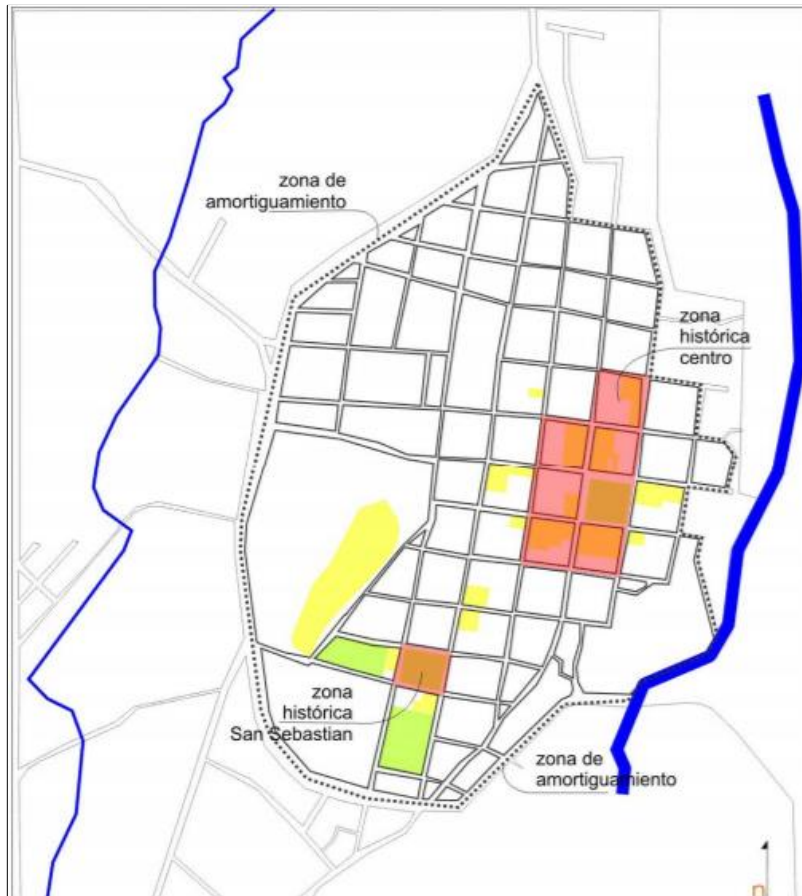 zona de
amortiguamiento
zona
histórica
centro
zona
histórica
San Sebastian
zona de
amortiguamiento
n